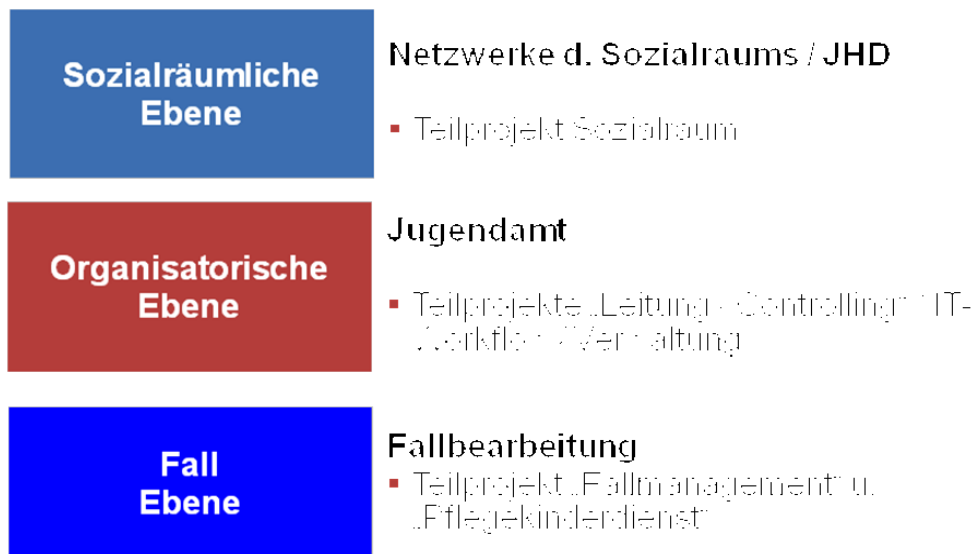 Sozialräumliche
Ebene
Netzwerke d. Sozialraums / JHD
Teilprojekt Sozialraum
Organisatorische
Ebene
Jugendamt
Teilprojekte „Leitung - Controlling“ IT-
Workflow / Verwaltung
Fall
Ebene
Fallbearbeitung
Teilprojekt „Fallmanagement“ u.
„Pflegekinderdienst“